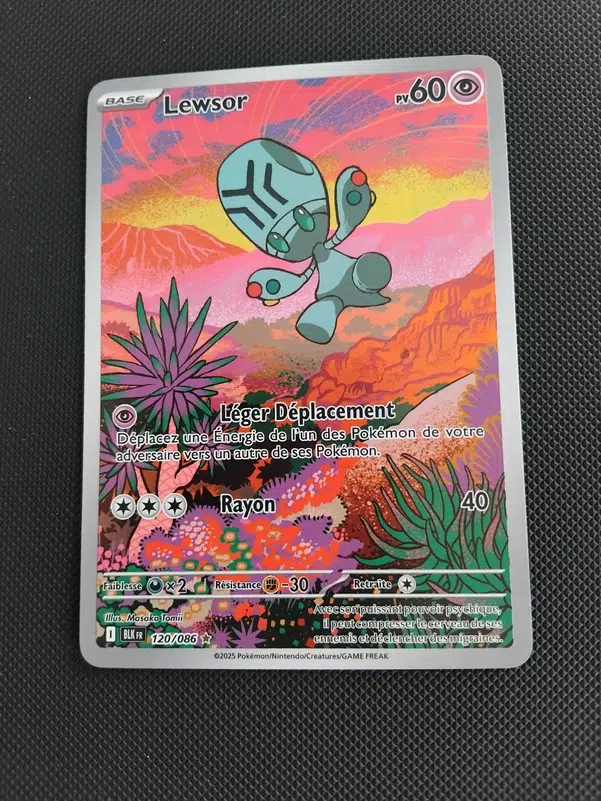 BASE Lewsor PV60
Léger Déplacement
Déplacez une Énergie de l'un des Pokémon de votre
adversaire vers un autre de ses Pokémon.
Rayon 40
Faiblesse ×2 Résistance -30 Retraite
Illus. Masako Tomii
Avec son puissant pouvoir psychique,
il peut compresser le cerveau de ses
ennemis et déclencher des migraines.
I BLK FR 120/086
©2025 Pokémon/Nintendo/Creatures/GAME FREAK